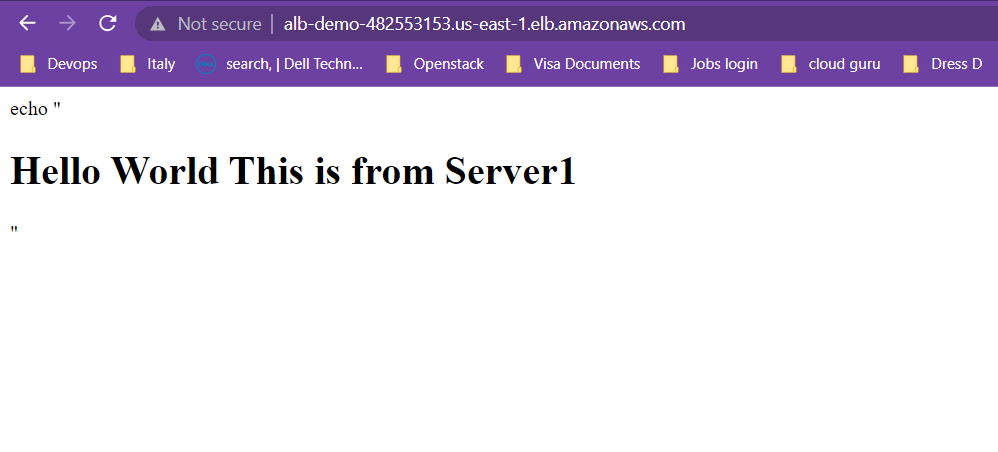 Not secure | alb-demo-482553153.us-east-1.elb.amazonaws.com
Devops Italy search, | Dell Techn... Openstack Visa Documents Jobs login cloud guru Dress D
echo "
Hello World This is from Server1
"